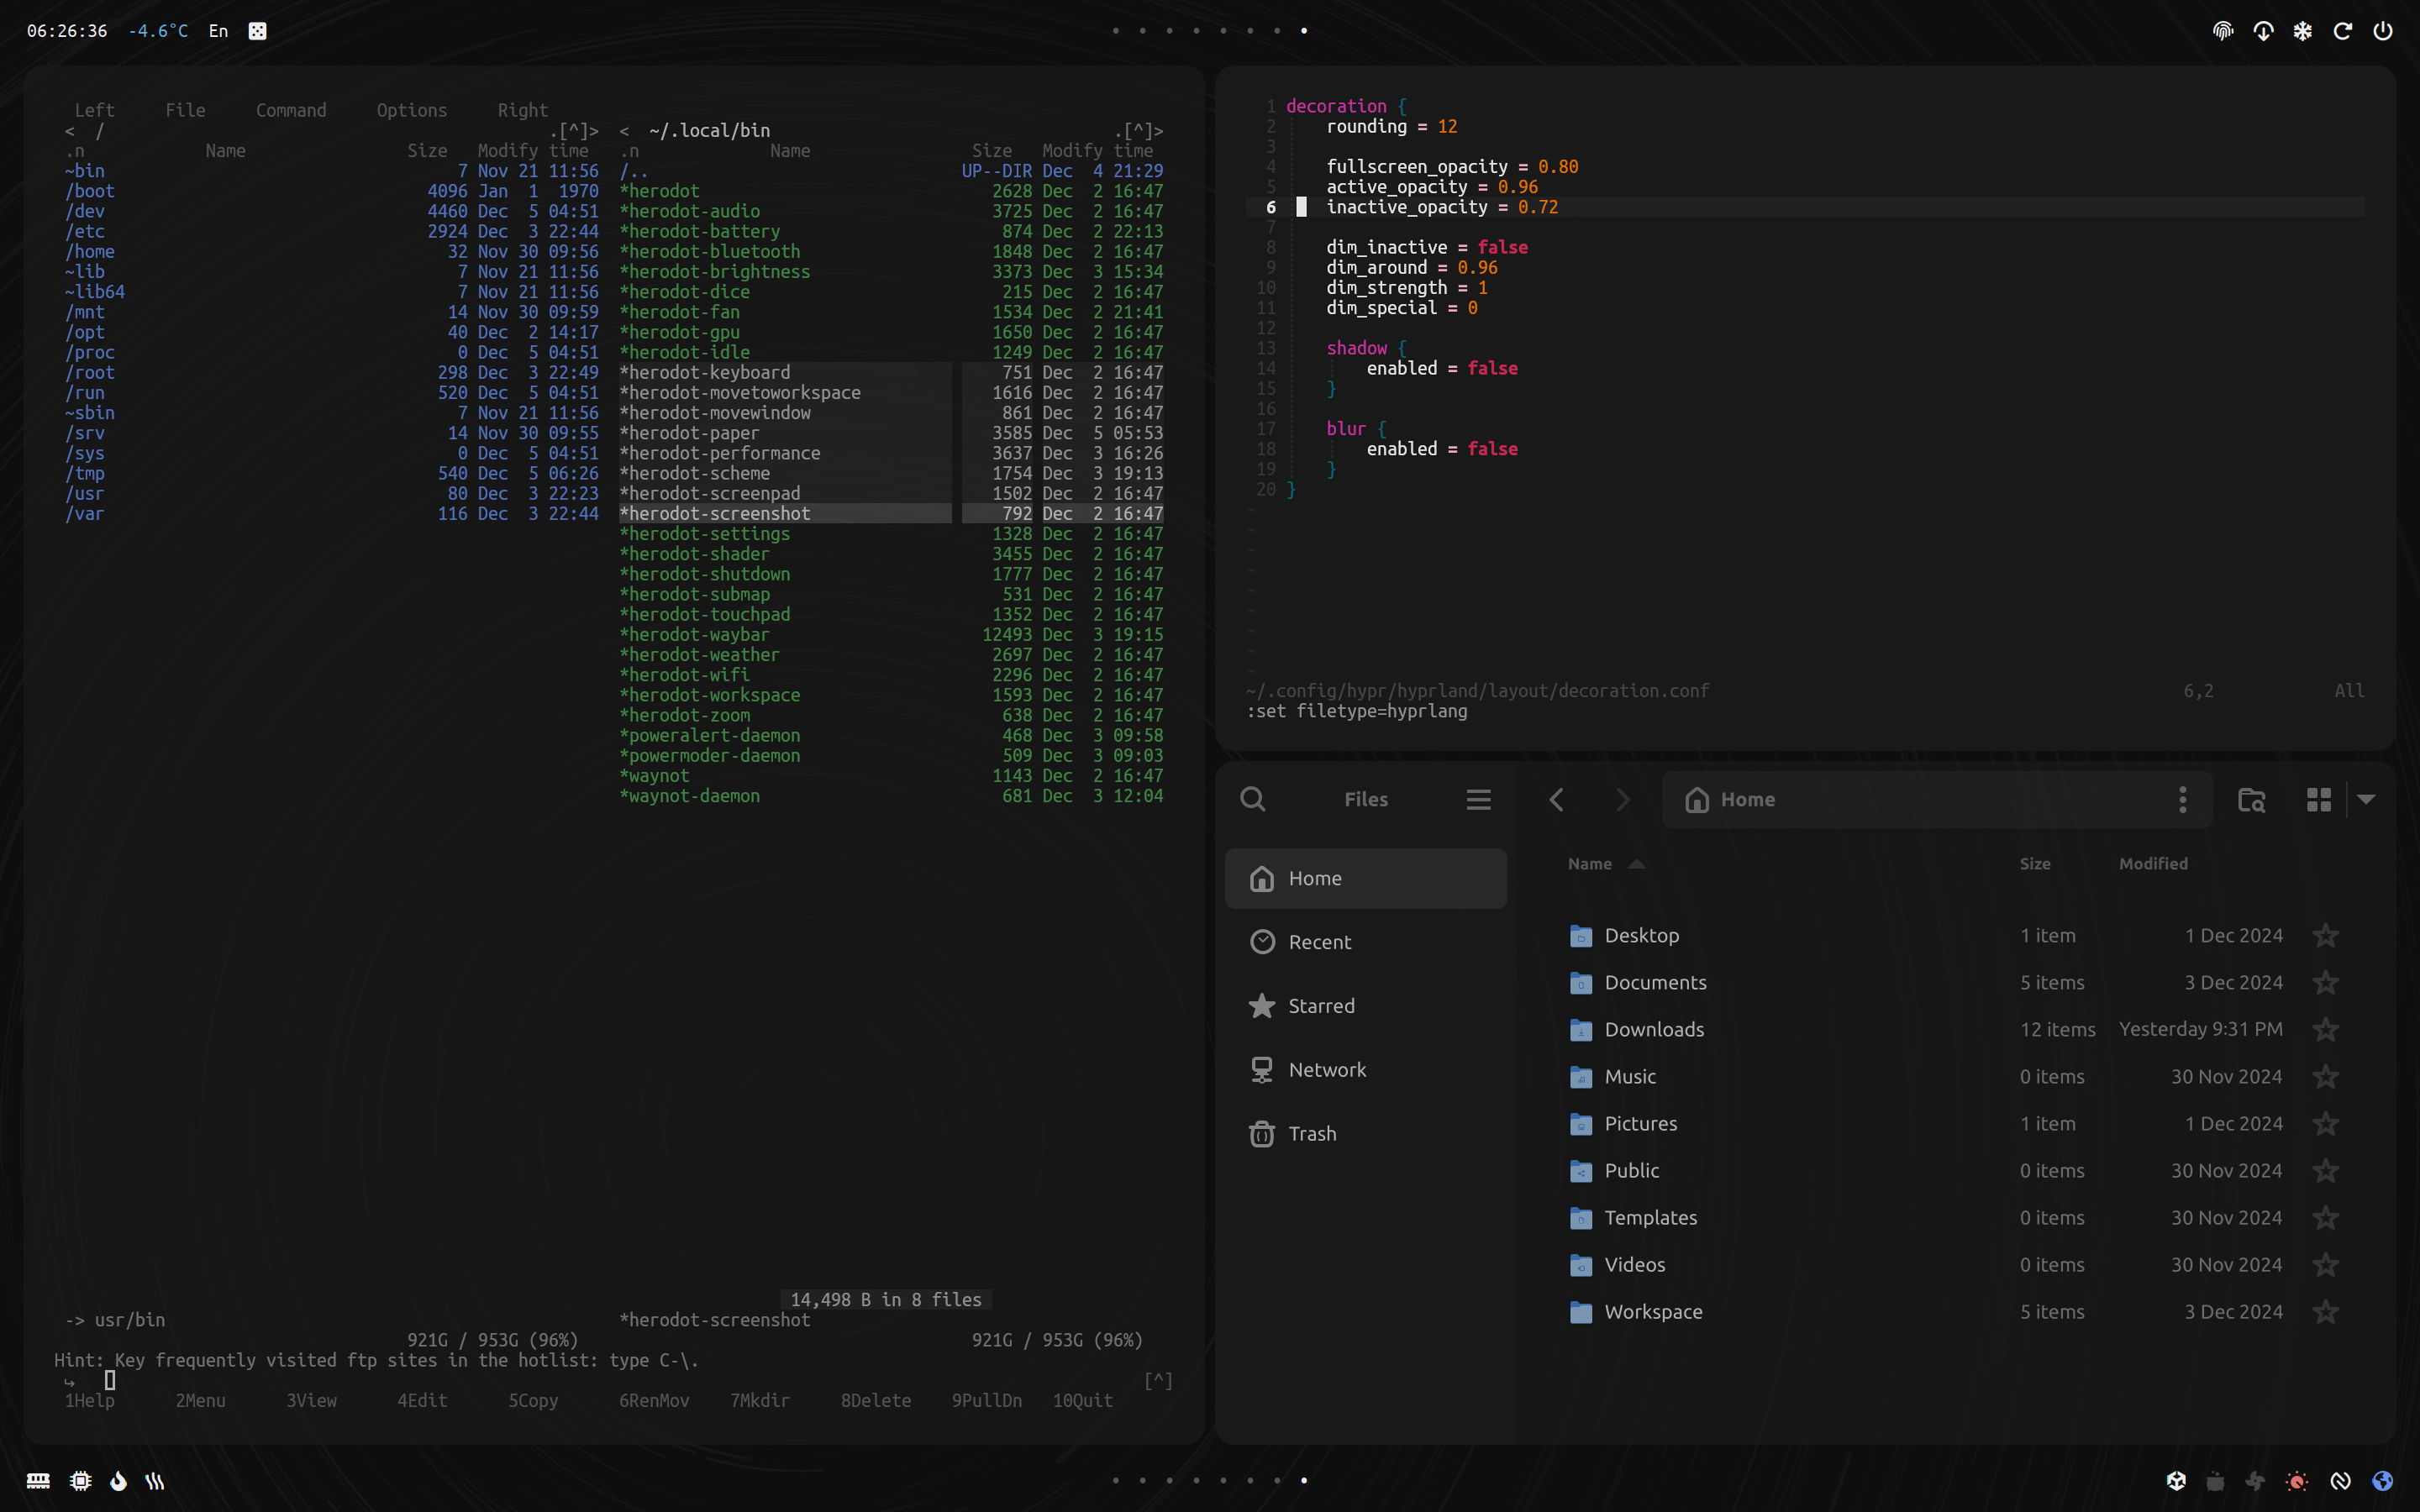 06:26:36 -4.6°C En
Left File Command Options Right
< / .[^]> < ~/.local/bin .[^]>
.n Name Size Modify time .n Name Size Modify time
~bin 7 Nov 21 11:56 /.. UP--DIR Dec 4 21:29
/boot 4096 Jan 1 1970 *herodot 2628 Dec 2 16:47
/dev 4460 Dec 5 04:51 *herodot-audio 3725 Dec 2 16:47
/etc 2924 Dec 3 22:44 *herodot-battery 874 Dec 2 22:13
/home 32 Nov 30 09:56 *herodot-bluetooth 1848 Dec 2 16:47
~lib 7 Nov 21 11:56 *herodot-brightness 3373 Dec 3 15:34
~lib64 7 Nov 21 11:56 *herodot-dice 215 Dec 2 16:47
/mnt 14 Nov 30 09:59 *herodot-fan 1534 Dec 2 21:41
/opt 40 Dec 2 14:17 *herodot-gpu 1650 Dec 2 16:47
/proc 0 Dec 5 04:51 *herodot-idle 1249 Dec 2 16:47
/root 298 Dec 3 22:49 *herodot-keyboard 751 Dec 2 16:47
/run 520 Dec 5 04:51 *herodot-movetoworkspace 1616 Dec 2 16:47
~sbin 7 Nov 21 11:56 *herodot-movewindow 861 Dec 2 16:47
/srv 14 Nov 30 09:55 *herodot-paper 3585 Dec 5 05:53
/sys 0 Dec 5 04:51 *herodot-performance 3637 Dec 3 16:26
/tmp 540 Dec 5 06:26 *herodot-scheme 1754 Dec 3 19:13
/usr 80 Dec 3 22:23 *herodot-screenpad 1502 Dec 2 16:47
/var 116 Dec 3 22:44 *herodot-screenshot 792 Dec 2 16:47
*herodot-settings 1328 Dec 2 16:47
*herodot-shader 3455 Dec 2 16:47
*herodot-shutdown 1777 Dec 2 16:47
*herodot-submap 531 Dec 2 16:47
*herodot-touchpad 1352 Dec 2 16:47
*herodot-waybar 12493 Dec 3 19:15
*herodot-weather 2697 Dec 2 16:47
*herodot-wifi 2296 Dec 2 16:47
*herodot-workspace 1593 Dec 2 16:47
*herodot-zoom 638 Dec 2 16:47
*poweralert-daemon 468 Dec 3 09:58
*powermoder-daemon 509 Dec 3 09:03
*waynot 1143 Dec 2 16:47
*waynot-daemon 681 Dec 3 12:04
14,498 B in 8 files
-> usr/bin *herodot-screenshot
921G / 953G (96%) 921G / 953G (96%)
Hint: Key frequently visited ftp sites in the hotlist: type C-\.
[^]
1Help 2Menu 3View 4Edit 5Copy 6RenMov 7Mkdir 8Delete 9PullDn 10Quit
1 decoration {
2 rounding = 12
3
4 fullscreen_opacity = 0.80
5 active_opacity = 0.96
6 inactive_opacity = 0.72
7
8 dim_inactive = false
9 dim_around = 0.96
10 dim_strength = 1
11 dim_special = 0
12
13 shadow {
14 enabled = false
15 }
16
17 blur {
18 enabled = false
19 }
20 }
~
~
~
~
~
~
~
~
~
~/.config/hypr/hyprland/layout/decoration.conf 6,2 All
:set filetype=hyprlang
Files
Home
Recent
Starred
Network
Trash
Home
Name Size Modified
Desktop 1 item 1 Dec 2024
Documents 5 items 3 Dec 2024
Downloads 12 items Yesterday 9:31 PM
Music 0 items 30 Nov 2024
Pictures 1 item 1 Dec 2024
Public 0 items 30 Nov 2024
Templates 0 items 30 Nov 2024
Videos 0 items 30 Nov 2024
Workspace 5 items 3 Dec 2024